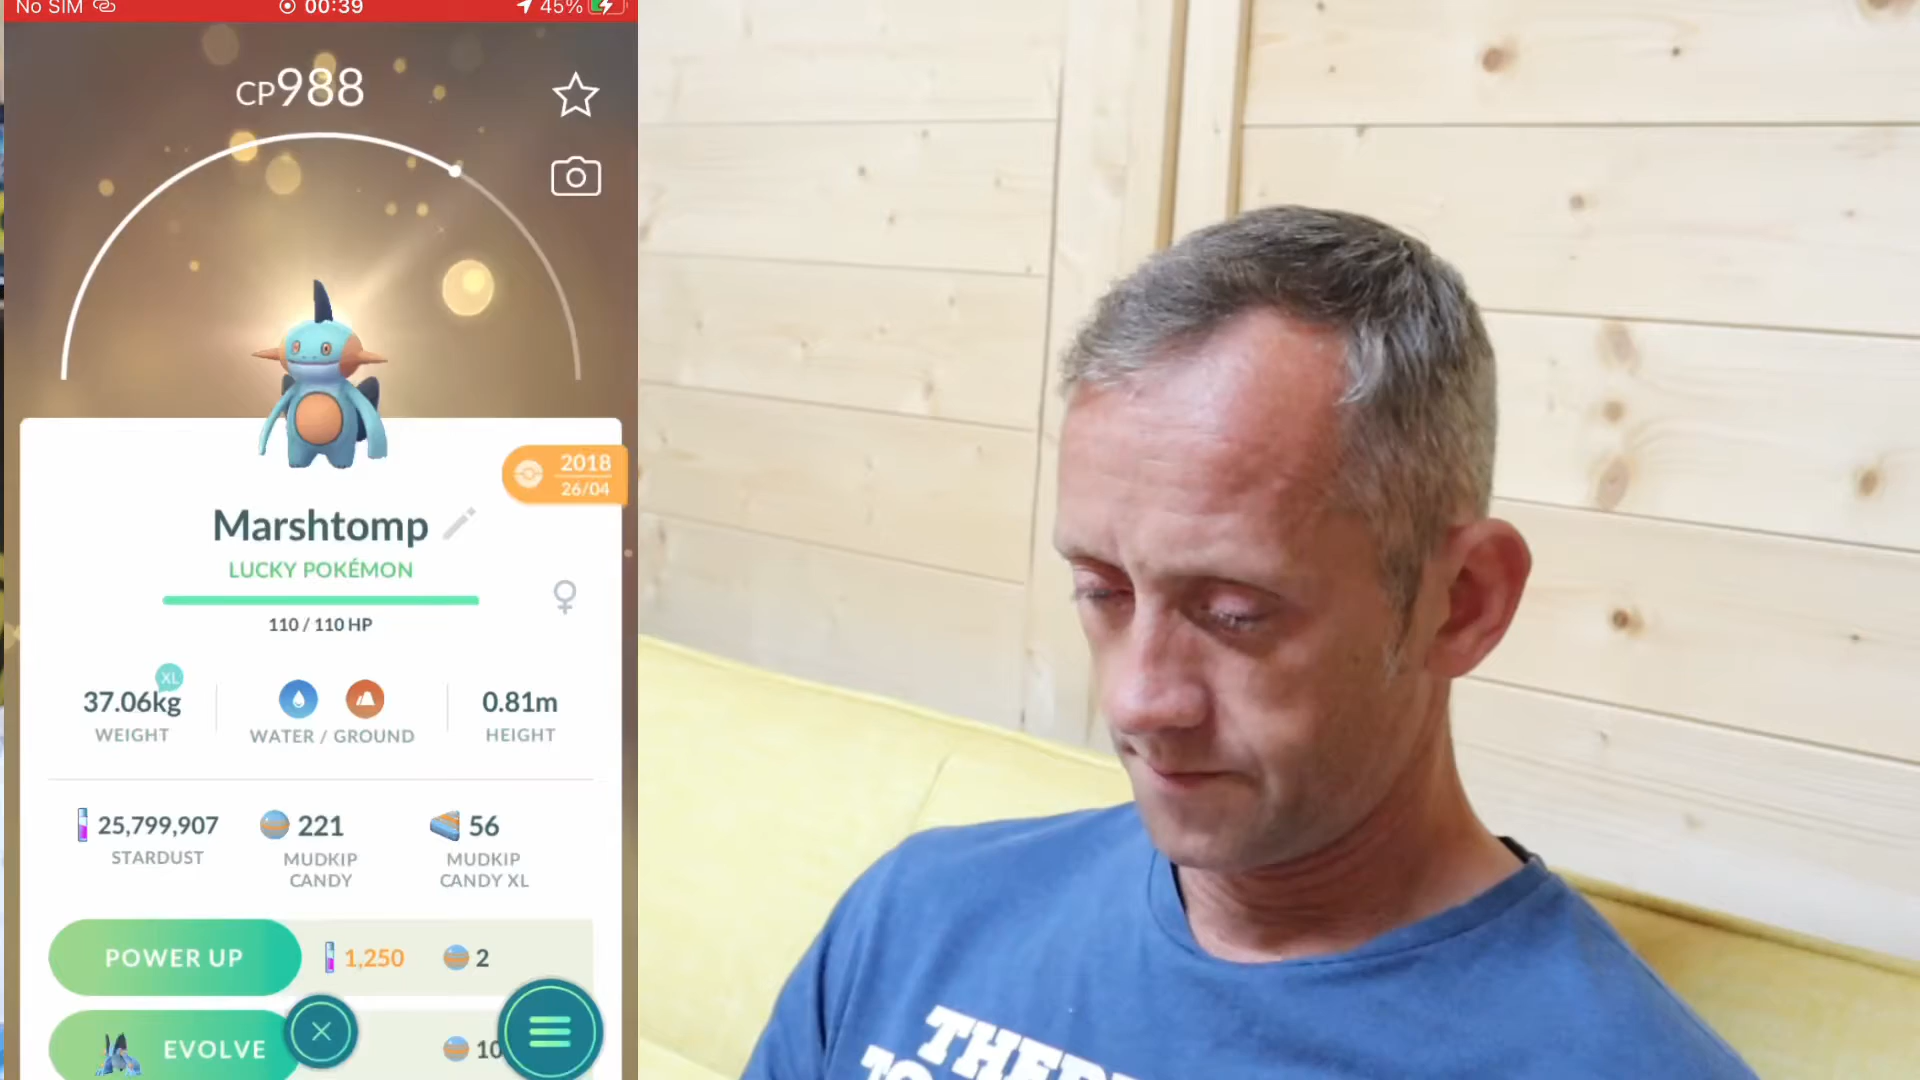 No SIM 00:39 45%
CP988
2018
26/04
Marshtomp
LUCKY POKÉMON
110 / 110 HP
XL
37.06kg
WEIGHT
WATER / GROUND
0.81m
HEIGHT
25,799,907
STARDUST
221
MUDKIP
CANDY
56
MUDKIP
CANDY XL
POWER UP 1,250 2
EVOLVE